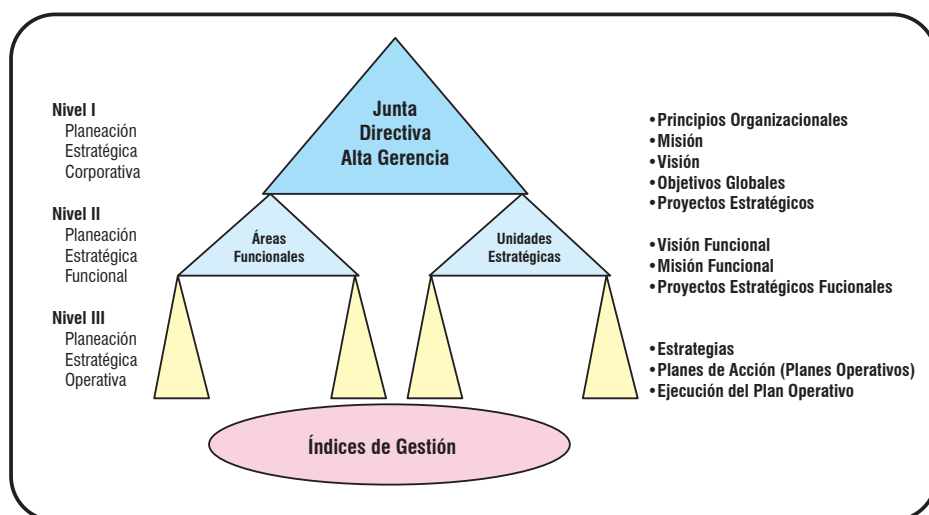 Nivel I
Planeación
Estratégica
Corporativa
Junta
Directiva
Alta Gerencia
•Principios Organizacionales
•Misión
•Visión
•Objetivos Globales
•Proyectos Estratégicos
Nivel II
Planeación
Estratégica
Funcional
Áreas
Funcionales
Unidades
Estratégicas
•Visión Funcional
•Misión Funcional
•Proyectos Estratégicos Fucionales
Nivel III
Planeación
Estratégica
Operativa
•Estrategias
•Planes de Acción (Planes Operativos)
•Ejecución del Plan Operativo
Índices de Gestión